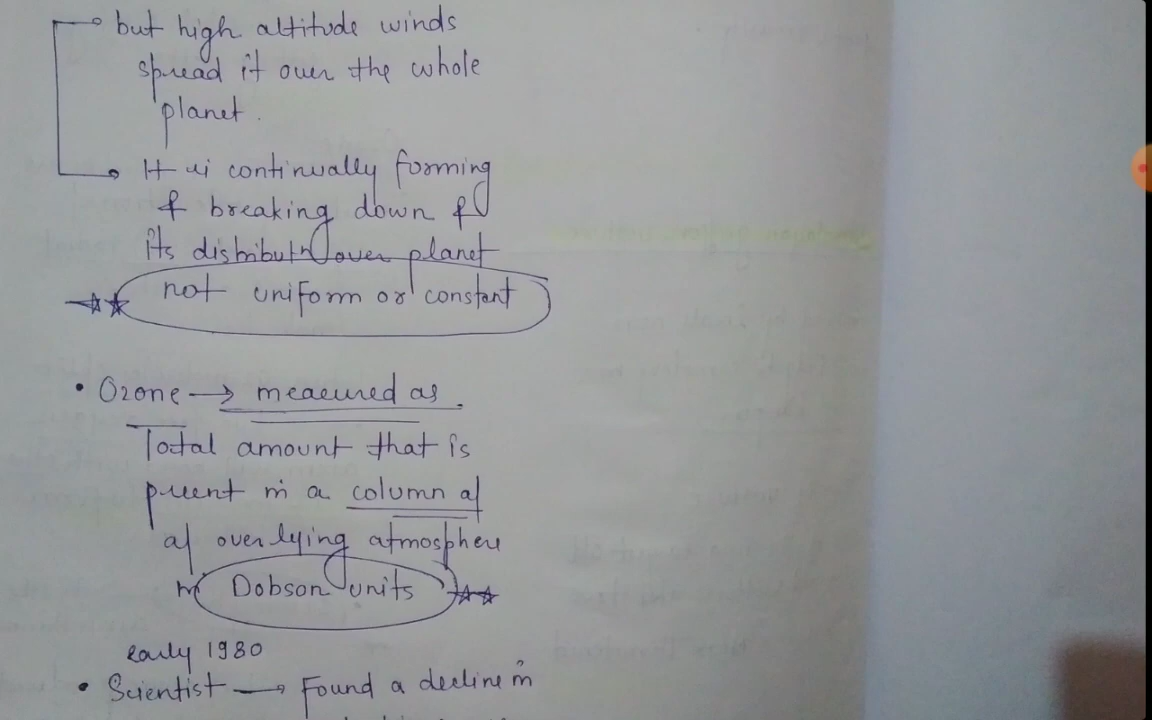 but high altitude winds
spread it over the whole
planet.
It is continually forming
& breaking down &
its distributn over planet
not uniform or constant
• Ozone → measured as
Total amount that is
present in a column of
of overlying atmosphere
in Dobson units
early 1980
• Scientist → Found a decline in